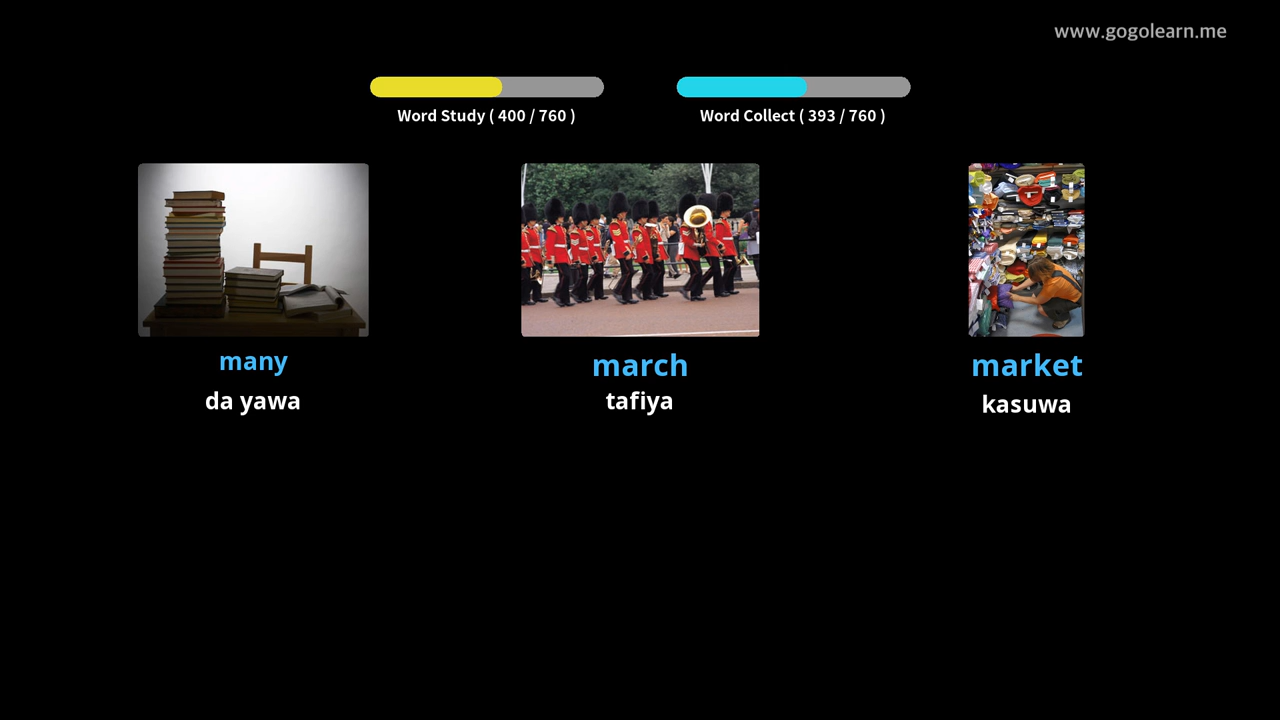 www.gogolearn.me
Word Study ( 400 / 760 )
Word Collect ( 393 / 760 )
many
da yawa
march
tafiya
market
kasuwa